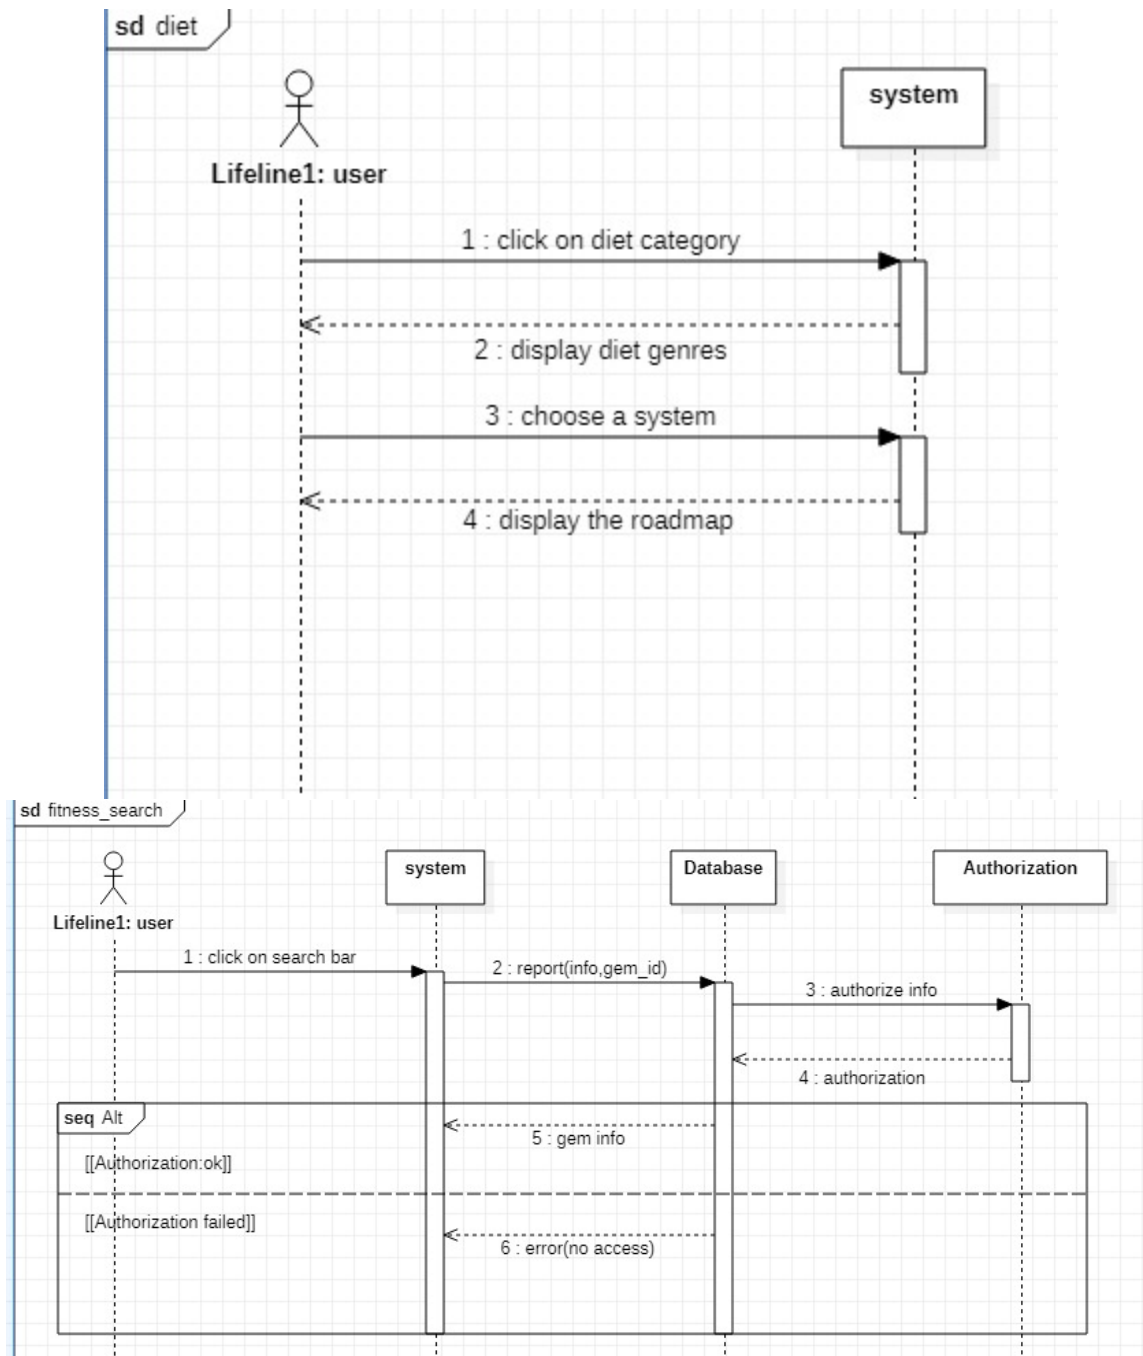 sd diet
system
Lifeline1: user
1 : click on diet category
2 : display diet genres
3 : choose a system
4 : display the roadmap
sd fitness_search
system
Database
Authorization
Lifeline1: user
1 : click on search bar
2 : report(info,gem_id)
3 : authorize info
4 : authorization
seq Alt
5 : gem info
[[Authorization:ok]]
[[Authorization failed]]
6 : error(no access)